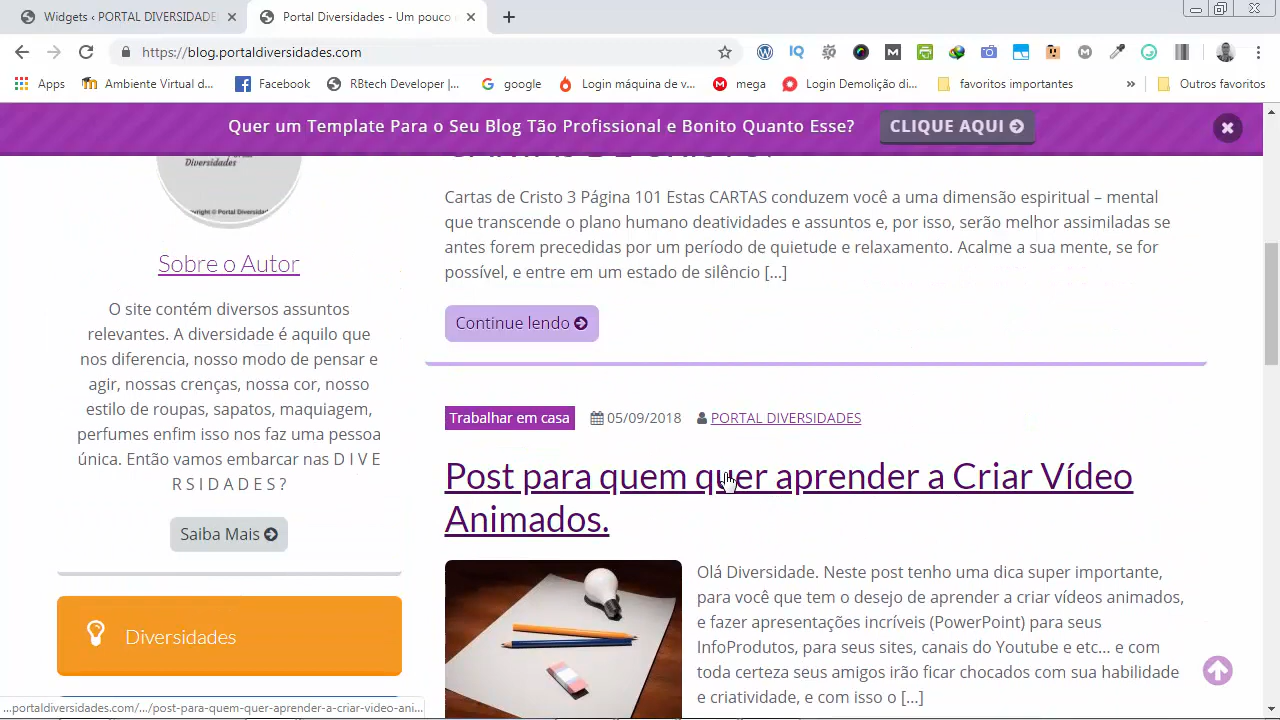 Widgets ‹ PORTAL DIVERSIDADE
Portal Diversidades - Um pouco
https://blog.portaldiversidades.com
Apps
Ambiente Virtual d...
Facebook
RBtech Developer |...
google
Login máquina de v...
mega
Login Demolição di...
favoritos importantes
»
Outros favoritos
Quer um Template Para o Seu Blog Tão Profissional e Bonito Quanto Esse?
CLIQUE AQUI
Diversidades
Cartas de Cristo 3 Página 101 Estas CARTAS conduzem você a uma dimensão espiritual – mental
que transcende o plano humano deatividades e assuntos e, por isso, serão melhor assimiladas se
antes forem precedidas por um período de quietude e relaxamento. Acalme a sua mente, se for
possível, e entre em um estado de silêncio [...]
Continue lendo
Sobre o Autor
O site contém diversos assuntos
relevantes. A diversidade é aquilo que
nos diferencia, nosso modo de pensar e
agir, nossas crenças, nossa cor, nosso
estilo de roupas, sapatos, maquiagem,
perfumes enfim isso nos faz uma pessoa
única. Então vamos embarcar nas D I V E
R S I D A D E S ?
Saiba Mais
Diversidades
Trabalhar em casa
05/09/2018
PORTAL DIVERSIDADES
Post para quem quer aprender a Criar Vídeo
Animados.
Olá Diversidade. Neste post tenho uma dica super importante,
para você que tem o desejo de aprender a criar vídeos animados,
e fazer apresentações incríveis (PowerPoint) para seus
InfoProdutos, para seus sites, canais do Youtube e etc... e com
toda certeza seus amigos irão ficar chocados com sua habilidade
e criatividade, e com isso o [...]
...portaldiversidades.com/.../post-para-quem-quer-aprender-a-criar-video-ani...